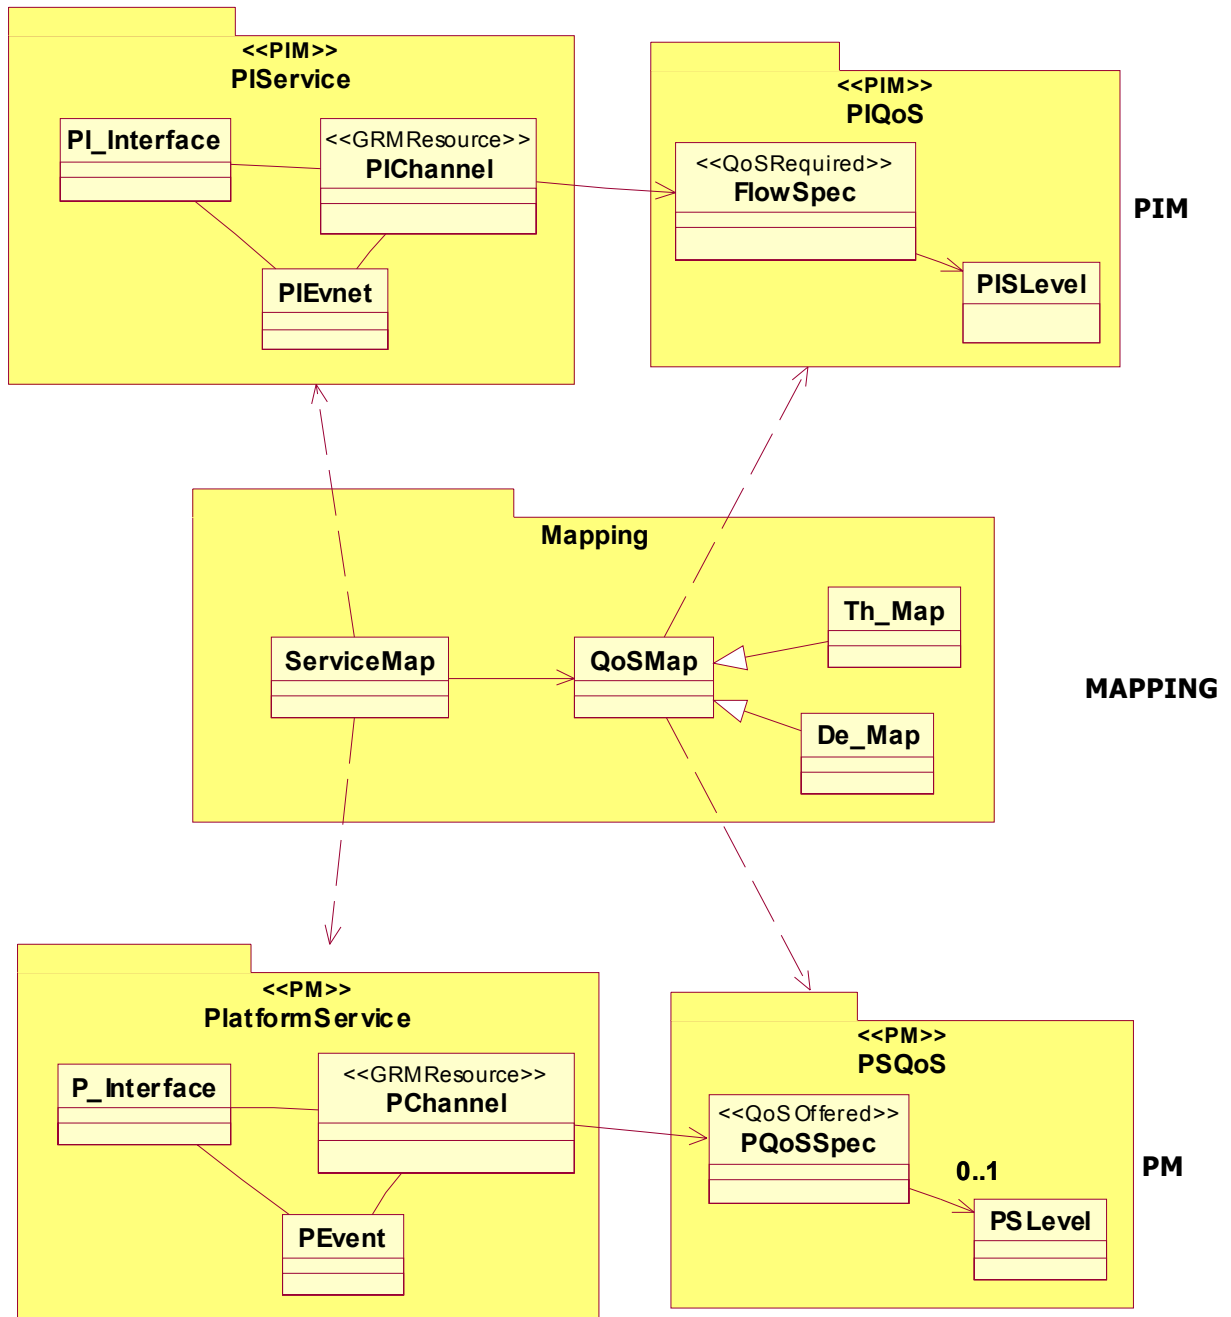 <<PIM>>
PIService
PI_Interface
<<GRMResource>>
PIChannel
PIEvnet
<<PIM>>
PIQoS
<<QoSRequired>>
FlowSpec
PISLevel
PIM
Mapping
ServiceMap
QoSMap
Th_Map
De_Map
MAPPING
<<PM>>
PlatformService
P_Interface
<<GRMResource>>
PChannel
PEvent
<<PM>>
PSQoS
<<QoSOffered>>
PQoSSpec
0..1
PSLevel
PM